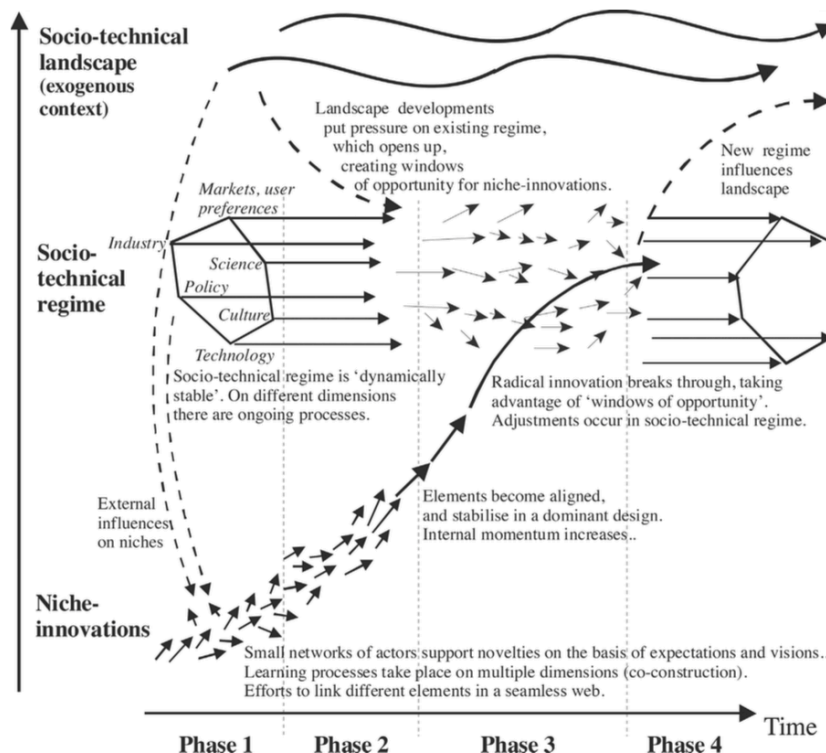 Socio-technical
landscape
(exogenous
context)
Landscape developments
put pressure on existing regime,
which opens up,
creating windows
of opportunity for niche-innovations.
New regime
influences
landscape
Markets, user
preferences
Industry
Science
Policy
Culture
Technology
Socio-
technical
regime
Socio-technical regime is ‘dynamically
stable’. On different dimensions
there are ongoing processes.
Radical innovation breaks through, taking
advantage of ‘windows of opportunity’.
Adjustments occur in socio-technical regime.
External
influences
on niches
Elements become aligned,
and stabilise in a dominant design.
Internal momentum increases..
Niche-
innovations
Small networks of actors support novelties on the basis of expectations and visions..
Learning processes take place on multiple dimensions (co-construction).
Efforts to link different elements in a seamless web.
Time
Phase 1
Phase 2
Phase 3
Phase 4